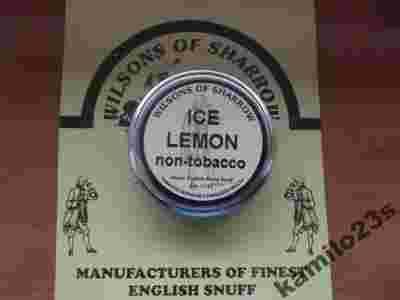 WILSONS OF SHARROW
WILSONS OF SHARROW
ICE
LEMON
non-tobacco
MANUFACTURERS OF FINEST
ENGLISH SNUFF
kamilo23s